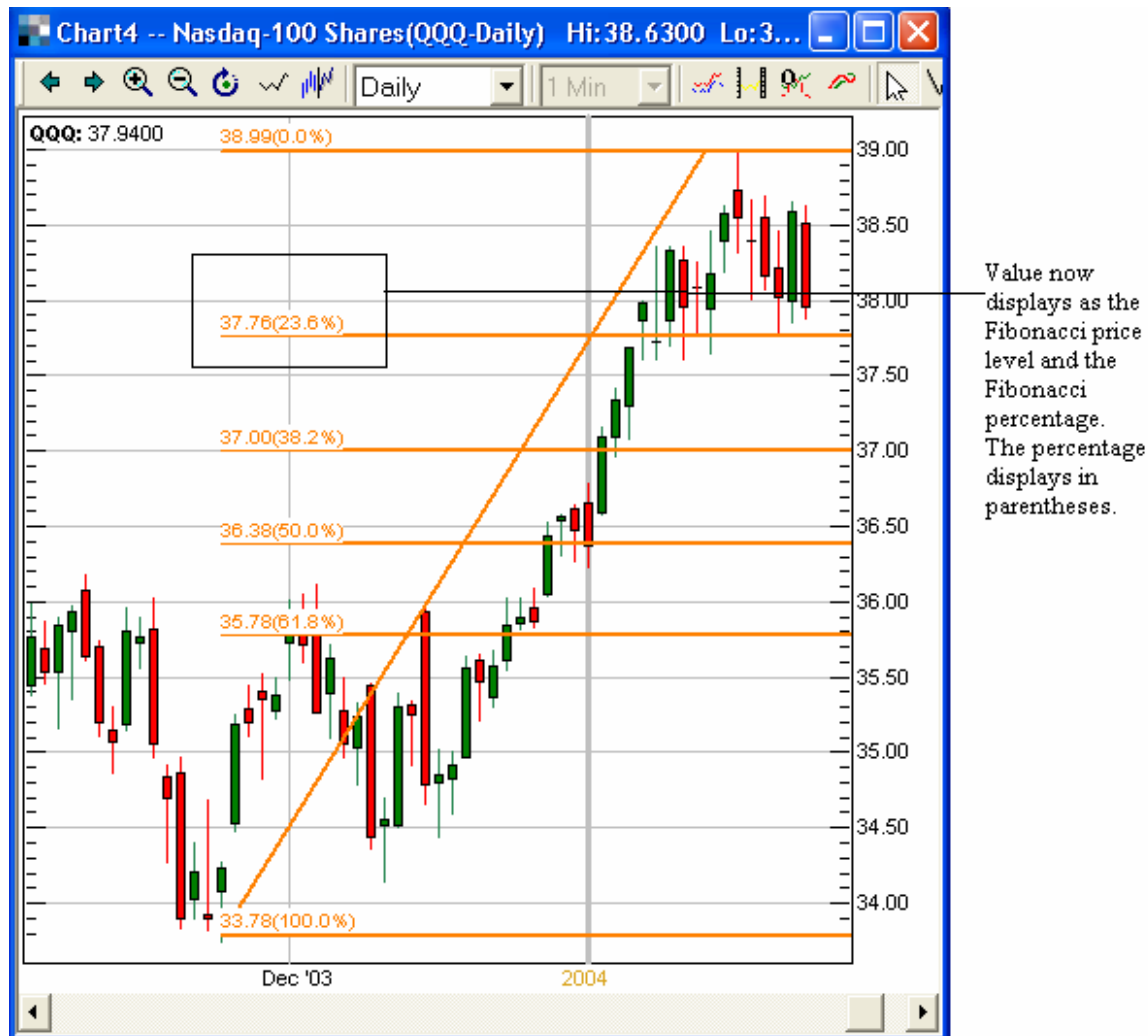 Chart4 -- Nasdaq-100 Shares(QQQ-Daily) Hi:38.6300 Lo:3...
Daily
1 Min
QQQ: 37.9400
38.99(0.0%)
39.00
38.50
38.00
37.76(23.6%)
37.50
37.00(38.2%)
37.00
36.50
36.38(50.0%)
36.00
35.78(61.8%)
35.50
35.00
34.50
34.00
33.78(100.0%)
Dec '03
2004
Value now
displays as the
Fibonacci price
level and the
Fibonacci
percentage.
The percentage
displays in
parentheses.